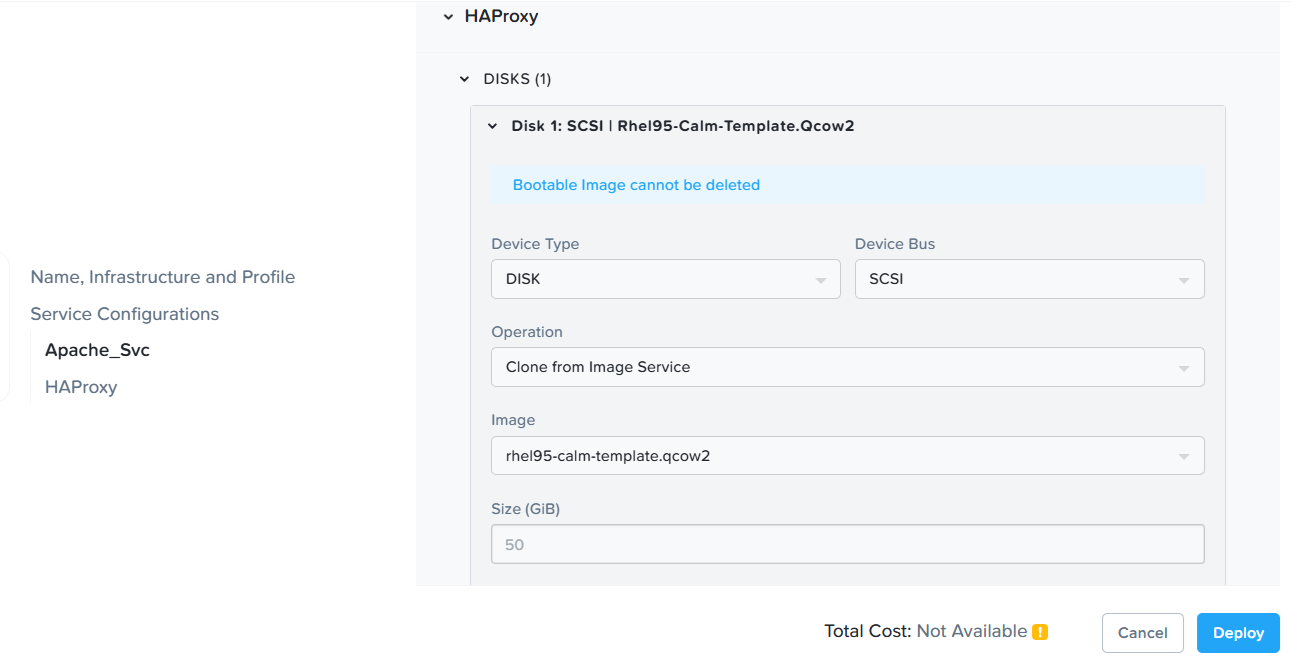 HAProxy
DISKS (1)
Disk 1: SCSI | Rhel95-Calm-Template.Qcow2
Bootable Image cannot be deleted
Device Type
Device Bus
DISK
SCSI
Name, Infrastructure and Profile
Service Configurations
Apache_Svc
HAProxy
Operation
Clone from Image Service
Image
rhel95-calm-template.qcow2
Size (GiB)
50
Total Cost: Not Available !
Cancel
Deploy